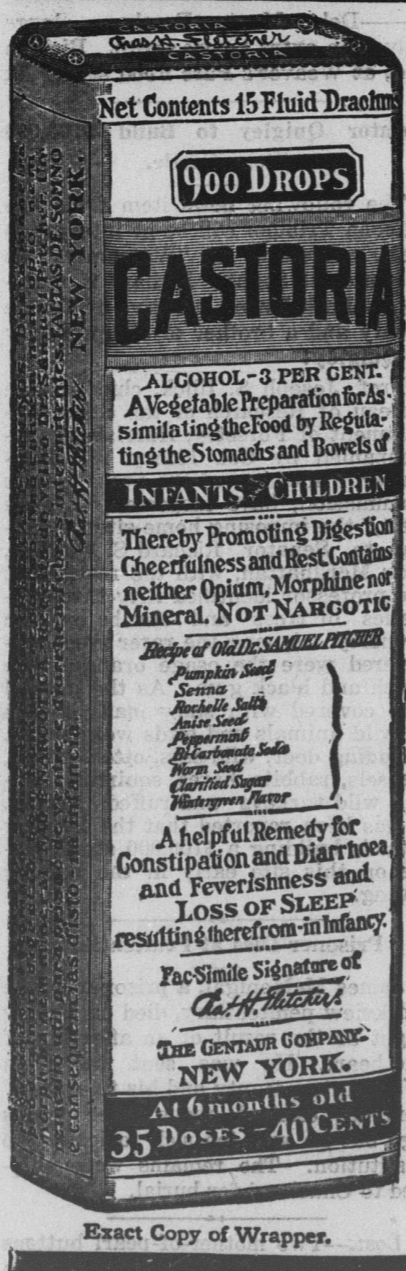 CASTORIA
Chas. H. Fletcher
CASTORIA
Net Contents 15 Fluid Drachms
900 DROPS
CASTORIA
ALCOHOL-3 PER CENT.
A Vegetable Preparation for As-
similating the Food by Regula-
ting the Stomachs and Bowels of
INFANTS & CHILDREN
Thereby Promoting Digestion
Cheerfulness and Rest. Contains
neither Opium, Morphine nor
Mineral. NOT NARCOTIC
Recipe of Old Dr. SAMUEL PITCHER
Pumpkin Seed
Senna
Rochelle Salts
Anise Seed
Peppermint
Bi-Carbonate Soda
Worm Seed
Clarified Sugar
Wintergreen Flavor
A helpful Remedy for
Constipation and Diarrhoea,
and Feverishness and
LOSS OF SLEEP
resulting therefrom-in Infancy.
Fac-Simile Signature of
Chas. H. Fletcher.
THE CENTAUR COMPANY.
NEW YORK.
At 6 months old
35 DOSES - 40 CENTS
Chas. H. Fletcher NEW YORK.
Exact Copy of Wrapper.